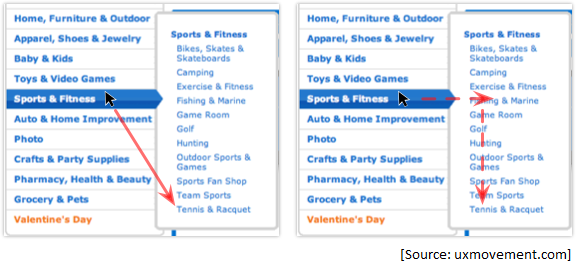 Home, Furniture & Outdoor
Apparel, Shoes & Jewelry
Baby & Kids
Toys & Video Games
Sports & Fitness
Auto & Home Improvement
Photo
Crafts & Party Supplies
Pharmacy, Health & Beauty
Grocery & Pets
Valentine's Day
Sports & Fitness
Bikes, Skates &
Skateboards
Camping
Exercise & Fitness
Fishing & Marine
Game Room
Golf
Hunting
Outdoor Sports &
Games
Sports Fan Shop
Team Sports
Tennis & Racquet
Home, Furniture & Outdoor
Apparel, Shoes & Jewelry
Baby & Kids
Toys & Video Games
Sports & Fitness
Auto & Home Improvement
Photo
Crafts & Party Supplies
Pharmacy, Health & Beauty
Grocery & Pets
Valentine's Day
Sports & Fitness
Bikes, Skates &
Skateboards
Camping
Exercise & Fitness
Fishing & Marine
Game Room
Golf
Hunting
Outdoor Sports &
Games
Sports Fan Shop
Team Sports
Tennis & Racquet
[Source: uxmovement.com]